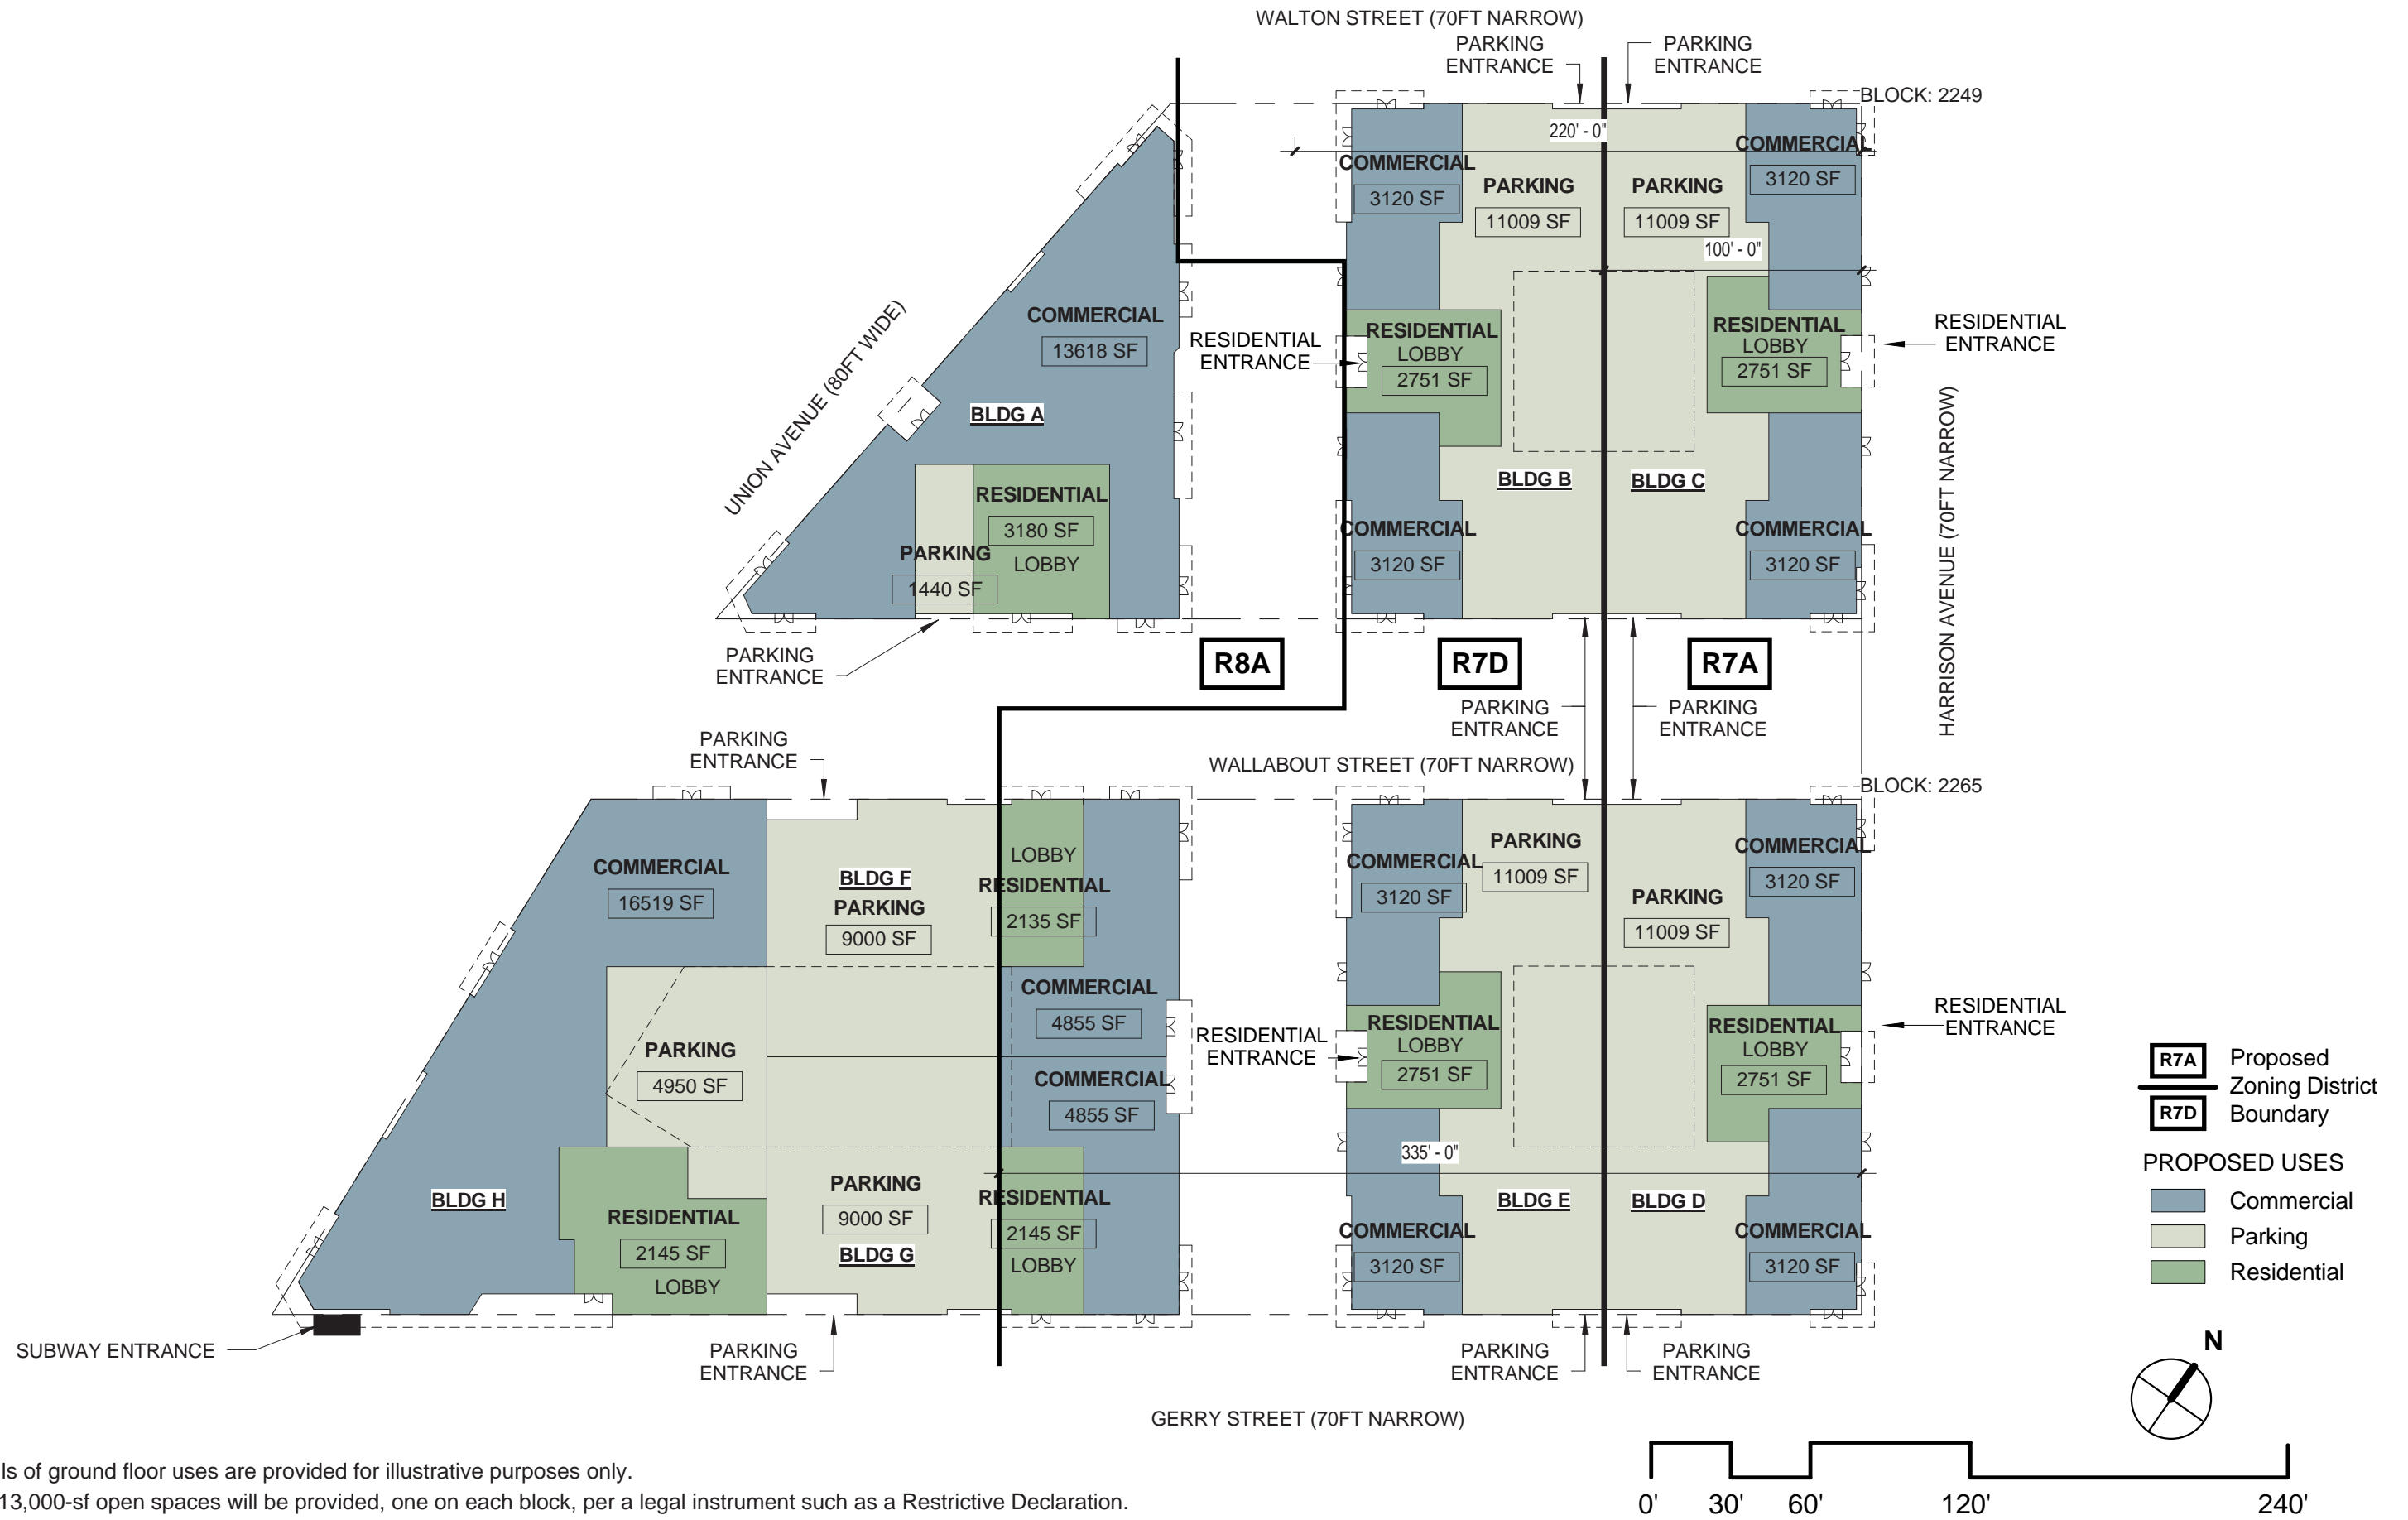 WALTON STREET (70FT NARROW)
PARKING
ENTRANCE
PARKING
ENTRANCE
BLOCK: 2249
220' - 0"
COMMERCIAL
3120 SF
PARKING
11009 SF
PARKING
11009 SF
COMMERCIAL
3120 SF
100' - 0"
UNION AVENUE (80FT WIDE)
COMMERCIAL
13618 SF
BLDG A
RESIDENTIAL
ENTRANCE
RESIDENTIAL
LOBBY
2751 SF
RESIDENTIAL
LOBBY
2751 SF
RESIDENTIAL
ENTRANCE
HARRISON AVENUE (70FT NARROW)
BLDG B
BLDG C
RESIDENTIAL
3180 SF
LOBBY
PARKING
1440 SF
COMMERCIAL
3120 SF
COMMERCIAL
3120 SF
PARKING
ENTRANCE
R8A
R7D
R7A
PARKING
ENTRANCE
PARKING
ENTRANCE
PARKING
ENTRANCE
WALLABOUT STREET (70FT NARROW)
BLOCK: 2265
COMMERCIAL
16519 SF
BLDG F
PARKING
9000 SF
LOBBY
RESIDENTIAL
2135 SF
COMMERCIAL
3120 SF
PARKING
11009 SF
PARKING
11009 SF
COMMERCIAL
3120 SF
COMMERCIAL
4855 SF
PARKING
4950 SF
COMMERCIAL
4855 SF
RESIDENTIAL
ENTRANCE
RESIDENTIAL
LOBBY
2751 SF
RESIDENTIAL
LOBBY
2751 SF
RESIDENTIAL
ENTRANCE
335' - 0"
BLDG H
RESIDENTIAL
2145 SF
LOBBY
PARKING
9000 SF
BLDG G
RESIDENTIAL
2145 SF
LOBBY
BLDG E
BLDG D
COMMERCIAL
3120 SF
COMMERCIAL
3120 SF
SUBWAY ENTRANCE
PARKING
ENTRANCE
PARKING
ENTRANCE
PARKING
ENTRANCE
GERRY STREET (70FT NARROW)
R7A
Proposed
Zoning District
R7D
Boundary
PROPOSED USES
Commercial
Parking
Residential
N
0' 30' 60' 120' 240'
ls of ground floor uses are provided for illustrative purposes only.
13,000-sf open spaces will be provided, one on each block, per a legal instrument such as a Restrictive Declaration.